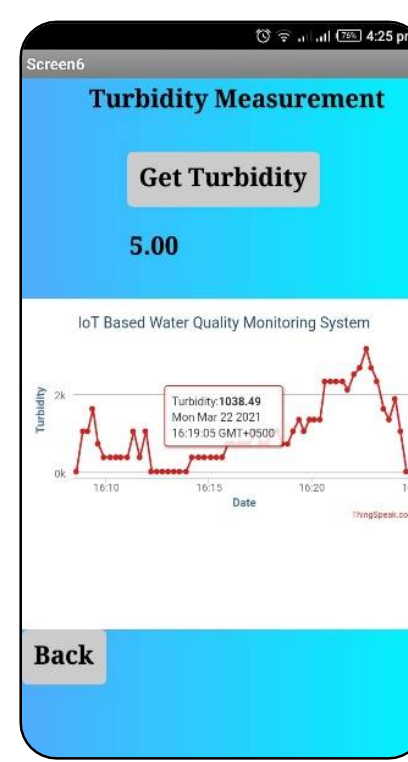 76% 4:25 pm
Screen6
Turbidity Measurement
Get Turbidity
5.00
IoT Based Water Quality Monitoring System
Turbidity
2k
0k
Turbidity:1038.49
Mon Mar 22 2021
16:19:05 GMT+0500
16:10 16:15 16:20
Date
ThingSpeak.co
Back